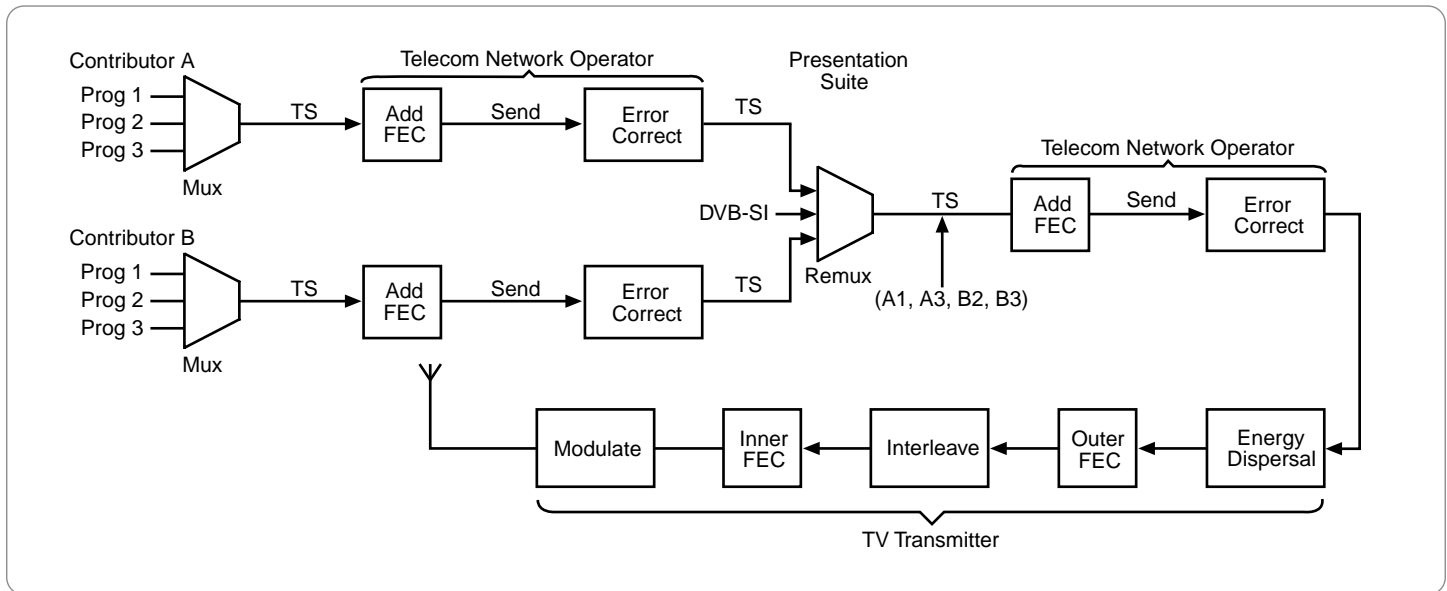 Contributor A
Prog 1
Prog 2
Prog 3
Mux
TS
Telecom Network Operator
Add
FEC
Send
Error
Correct
TS
Presentation
Suite
Contributor B
Prog 1
Prog 2
Prog 3
Mux
TS
Add
FEC
Send
Error
Correct
TS
DVB-SI
Remux
TS
(A1, A3, B2, B3)
Telecom Network Operator
Add
FEC
Send
Error
Correct
Energy
Dispersal
Outer
FEC
Interleave
Inner
FEC
Modulate
TV Transmitter